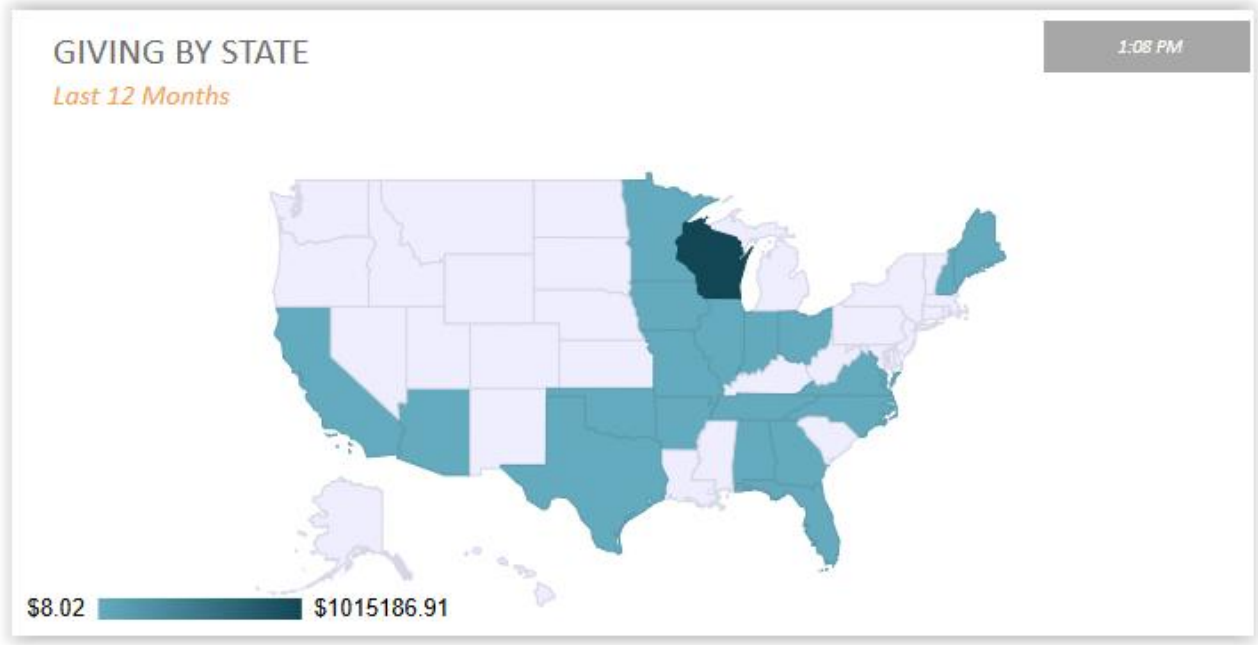 GIVING BY STATE
1:08 PM
Last 12 Months
$8.02
$1015186.91